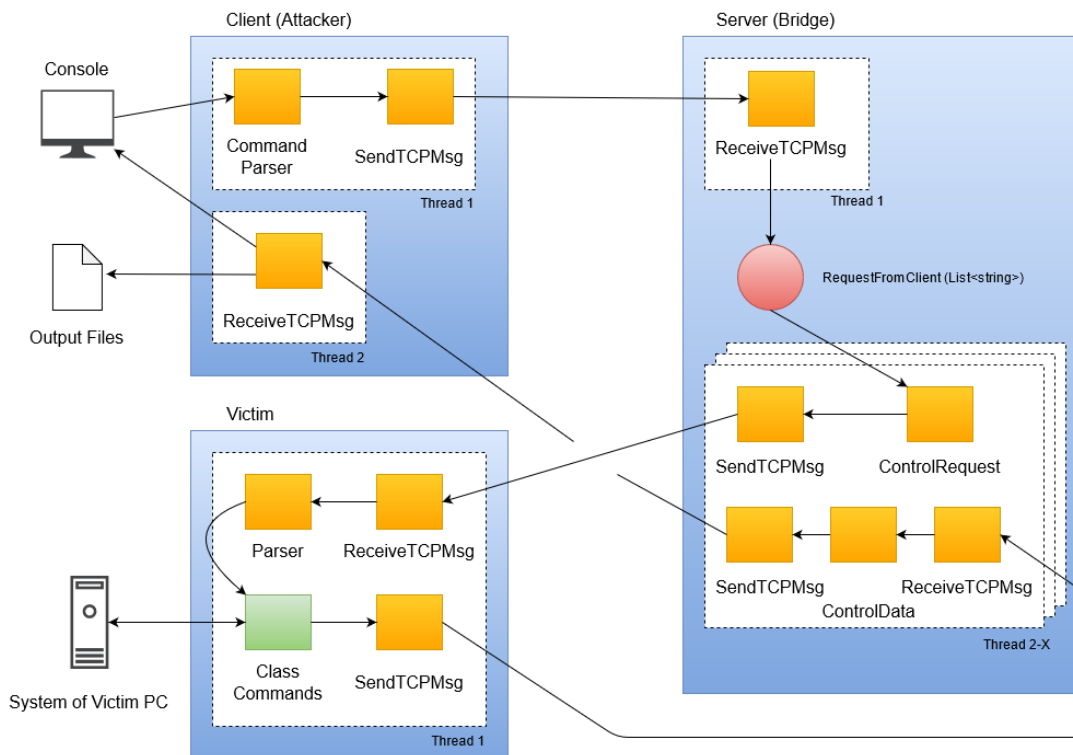 Client (Attacker)
Server (Bridge)
Console
Command
Parser
SendTCPMsg
Thread 1
ReceiveTCPMsg
Thread 1
RequestFromClient (List<string>)
Output Files
ReceiveTCPMsg
Thread 2
Victim
SendTCPMsg
ControlRequest
Parser
ReceiveTCPMsg
SendTCPMsg
ReceiveTCPMsg
ControlData
Thread 2-X
System of Victim PC
Class
Commands
SendTCPMsg
Thread 1